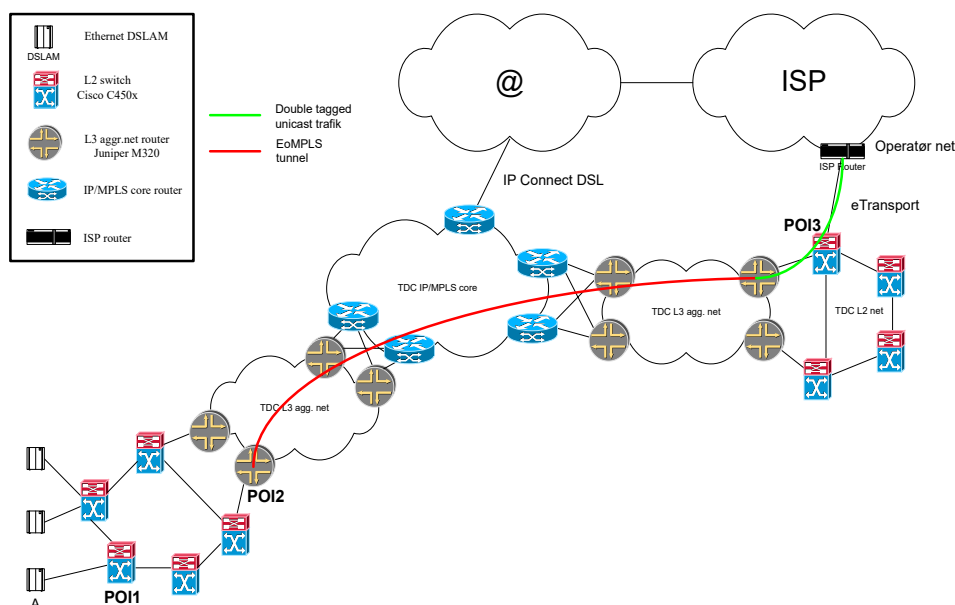 Ethernet DSLAM
DSLAM
L2 switch
Cisco C450x
L3 aggr.net router
Juniper M320
IP/MPLS core router
ISP router
Double tagged
unicast trafik
EoMPLS
tunnel
@
ISP
Operatør net
ISP Router
IP Connect DSL
eTransport
POI3
TDC IP/MPLS core
TDC L3 agg. net
TDC L2 net
TDC L3 agg. net
POI2
POI1
A